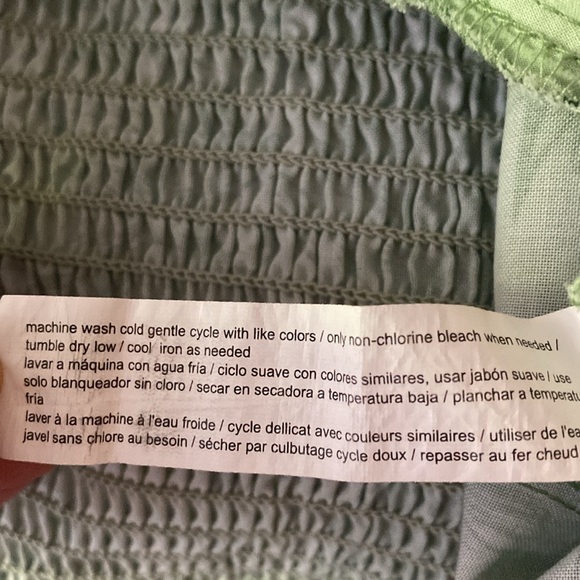 machine wash cold gentle cycle with like colors / only non-chlorine bleach when needed /
tumble dry low / cool iron as needed
lavar a máquina con agua fría / ciclo suave con colores similares, usar jabón suave / use
solo blanqueador sin cloro / secar en secadora a temperatura baja / planchar a
fría
laver à la machine à l'eau froide / cycle dellicat avec couleurs similaires / utiliser de
javel sans chlore au besoin / sécher par culbutage cycle doux / repasser au fer cheud